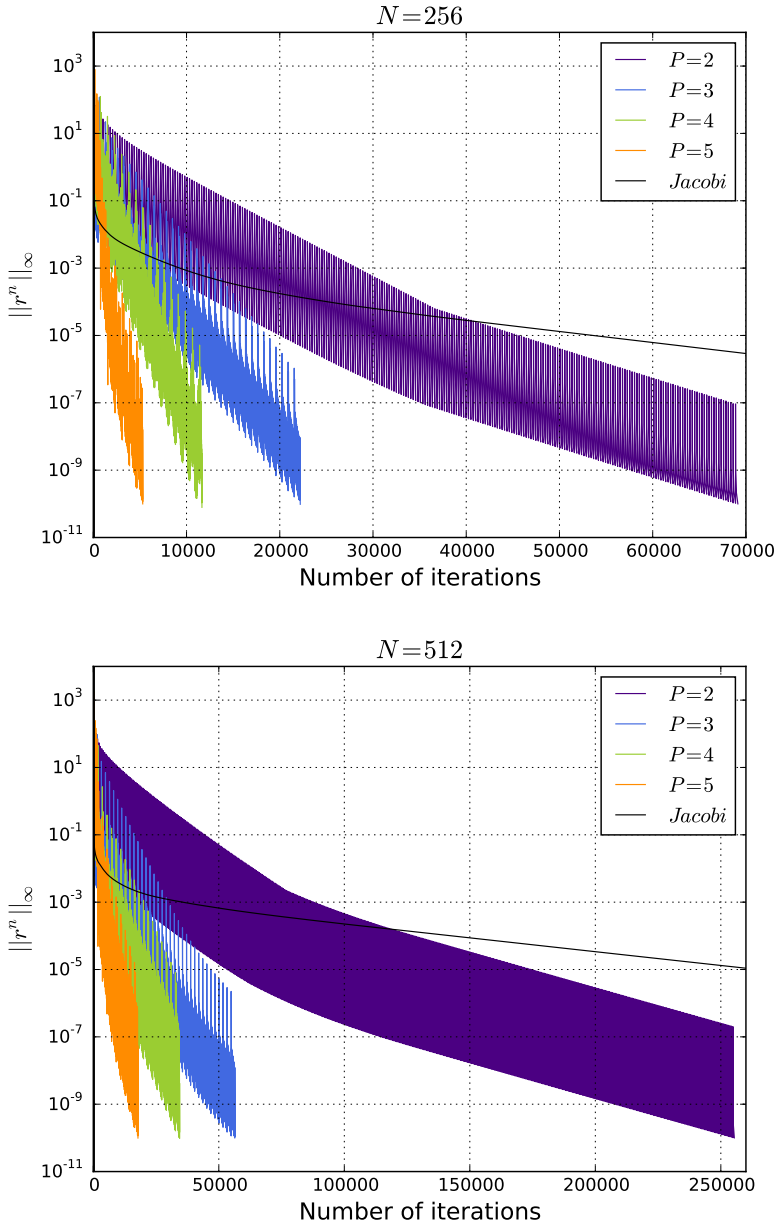 N=256
10^3
10^1
10^-1
10^-3
10^-5
10^-7
10^-9
10^-11
||r^n||_∞
P=2
P=3
P=4
P=5
Jacobi
0 10000 20000 30000 40000 50000 60000 70000
Number of iterations
N=512
10^3
10^1
10^-1
10^-3
10^-5
10^-7
10^-9
10^-11
||r^n||_∞
P=2
P=3
P=4
P=5
Jacobi
0 50000 100000 150000 200000 250000
Number of iterations